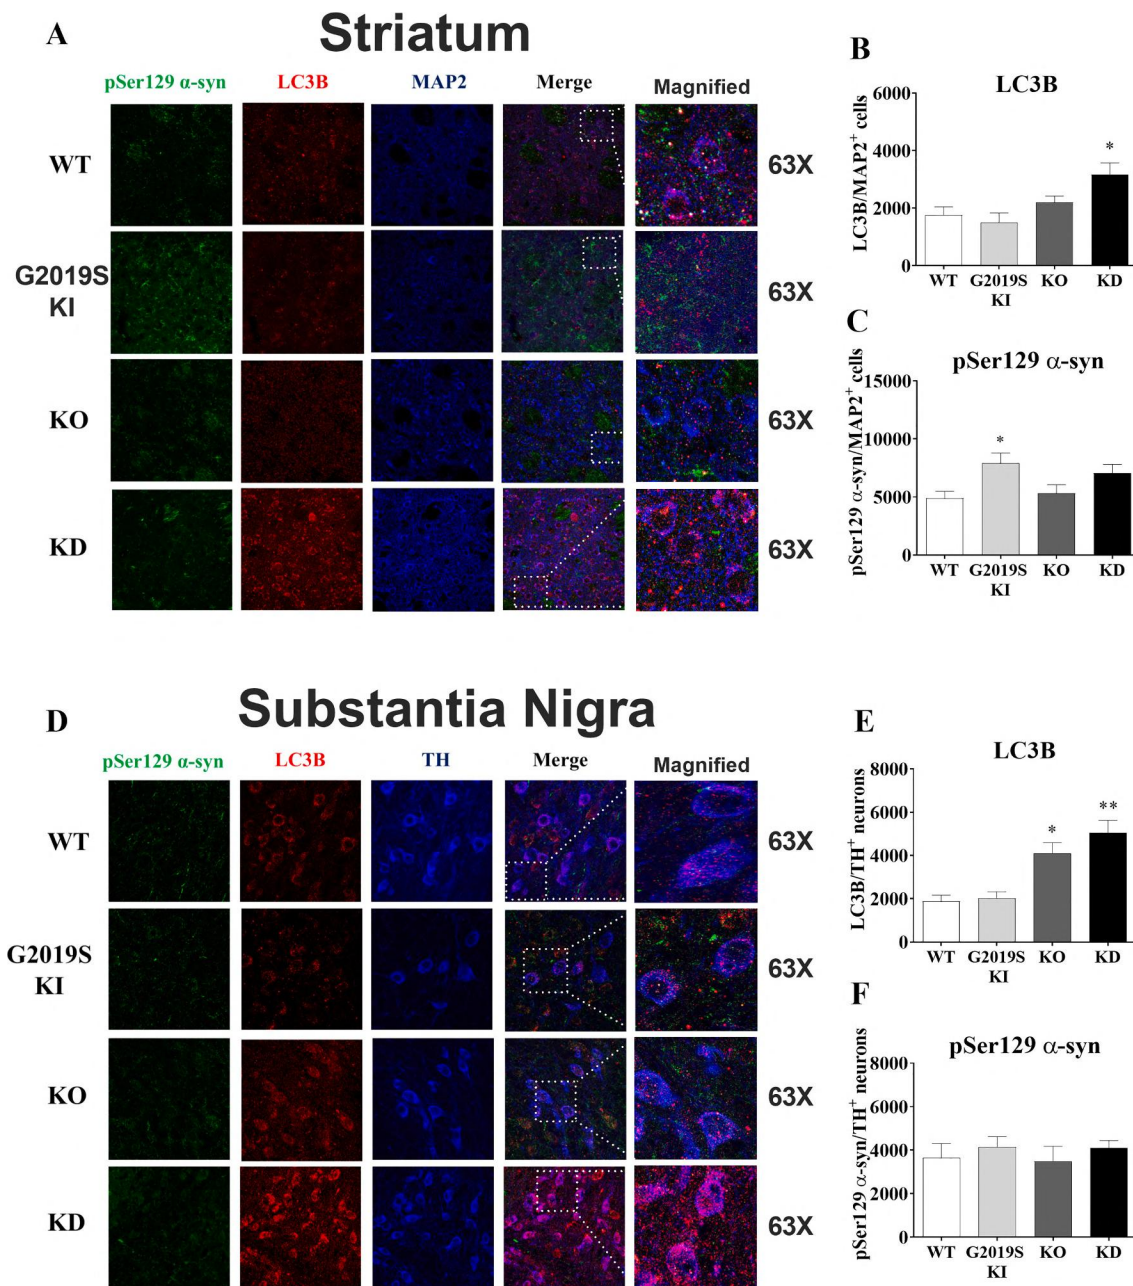 A
Striatum
pSer129 α-syn LC3B MAP2 Merge Magnified
WT 63X
G2019S
KI 63X
KO 63X
KD 63X
B
LC3B
LC3B/MAP2⁺ cells
6000
4000
2000
0
*
WT G2019S KO KD
KI
C
pSer129 α-syn
pSer129 α-syn/MAP2⁺ cells
15000
10000
5000
0
*
WT G2019S KO KD
KI
D
Substantia Nigra
pSer129 α-syn LC3B TH Merge Magnified
WT 63X
G2019S
KI 63X
KO 63X
KD 63X
E
LC3B
LC3B/TH⁺ neurons
8000
6000
4000
2000
0
* **
WT G2019S KO KD
KI
F
pSer129 α-syn
pSer129 α-syn/TH⁺ neurons
8000
6000
4000
2000
0
WT G2019S KO KD
KI